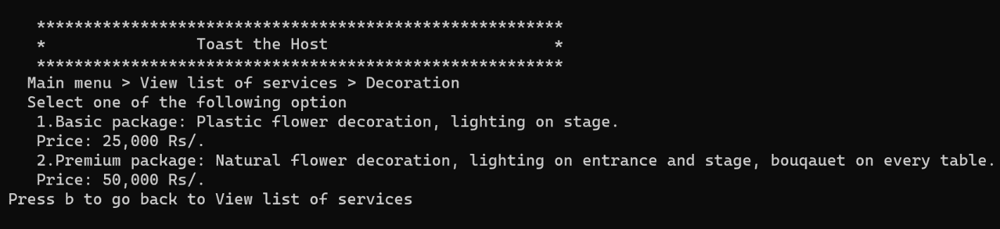 ********************************************************
*                Toast the Host                        *
********************************************************
Main menu > View list of services > Decoration
Select one of the following option
1.Basic package: Plastic flower decoration, lighting on stage.
Price: 25,000 Rs/.
2.Premium package: Natural flower decoration, lighting on entrance and stage, bouqauet on every table.
Price: 50,000 Rs/.
Press b to go back to View list of services